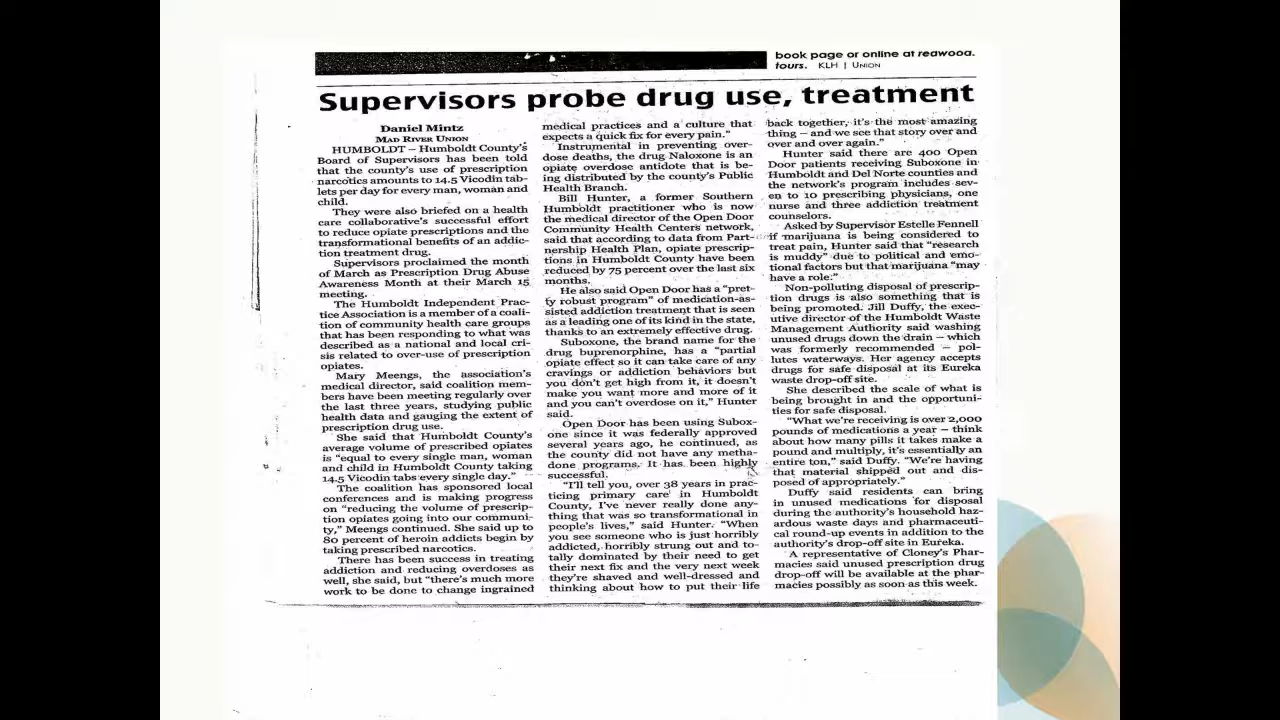 book page or online at redwood.
tours. KLH | UNION
Supervisors probe drug use, treatment
Daniel Mintz
MAD RIVER UNION
HUMBOLDT – Humboldt County's
Board of Supervisors has been told
that the county's use of prescription
narcotics amounts to 14.5 Vicodin tab-
lets per day for every man, woman and
child.
They were also briefed on a health
care collaborative's successful effort
to reduce opiate prescriptions and the
transformational benefits of an addic-
tion treatment drug.
Supervisors proclaimed the month
of March as Prescription Drug Abuse
Awareness Month at their March 15
meeting.
The Humboldt Independent Prac-
tice Association is a member of a coali-
tion of community health care groups
that has been responding to what was
described as a national and local cri-
sis related to over-use of prescription
opiates.
Mary Meengs, the association's
medical director, said coalition mem-
bers have been meeting regularly over
the last three years, studying public
health data and gauging the extent of
prescription drug use.
She said that Humboldt County's
average volume of prescribed opiates
is "equal to every single man, woman
and child in Humboldt County taking
14.5 Vicodin tabs every single day."
The coalition has sponsored local
conferences and is making progress
on "reducing the volume of prescrip-
tion opiates going into our communi-
ty," Meengs continued. She said up to
80 percent of heroin addicts begin by
taking prescribed narcotics.
There has been success in treating
addiction and reducing overdoses as
well, she said, but "there's much more
work to be done to change ingrained
medical practices and a culture that
expects a quick fix for every pain."
Instrumental in preventing over-
dose deaths, the drug Naloxone is an
opiate overdose antidote that is be-
ing distributed by the county's Public
Health Branch.
Bill Hunter, a former Southern
Humboldt practitioner who is now
the medical director of the Open Door
Community Health Centers network,
said that according to data from Part-
nership Health Plan, opiate prescrip-
tions in Humboldt County have been
reduced by 75 percent over the last six
months.
He also said Open Door has a "pret-
ty robust program" of medication-as-
sisted addiction treatment that is seen
as a leading one of its kind in the state,
thanks to an extremely effective drug.
Suboxone, the brand name for the
drug buprenorphine, has a "partial
opiate effect so it can take care of any
cravings or addiction behaviors but
you don't get high from it, it doesn't
make you want more and more of it
and you can't overdose on it," Hunter
said.
Open Door has been using Subox-
one since it was federally approved
several years ago, he continued, as
the county did not have any metha-
done programs. It has been highly
successful.
"I'll tell you, over 38 years in prac-
ticing primary care in Humboldt
County, I've never really done any-
thing that was so transformational in
people's lives," said Hunter. "When
you see someone who is just horribly
addicted, horribly strung out and to-
tally dominated by their need to get
their next fix and the very next week
they're shaved and well-dressed and
thinking about how to put their life
back together, it's the most amazing
thing – and we see that story over and
over and over again."
Hunter said there are 400 Open
Door patients receiving Suboxone in
Humboldt and Del Norte counties and
the network's program includes sev-
en to 10 prescribing physicians, one
nurse and three addiction treatment
counselors.
Asked by Supervisor Estelle Fennell
if marijuana is being considered to
treat pain, Hunter said that "research
is muddy" due to political and emo-
tional factors but that marijuana "may
have a role."
Non-polluting disposal of prescrip-
tion drugs is also something that is
being promoted. Jill Duffy, the exec-
utive director of the Humboldt Waste
Management Authority said washing
unused drugs down the drain – which
was formerly recommended – pol-
lutes waterways. Her agency accepts
drugs for safe disposal at its Eureka
waste drop-off site.
She described the scale of what is
being brought in and the opportuni-
ties for safe disposal.
"What we're receiving is over 2,000
pounds of medications a year – think
about how many pills it takes make a
pound and multiply, it's essentially an
entire ton," said Duffy. "We're having
that material shipped out and dis-
posed of appropriately."
Duffy said residents can bring
in unused medications for disposal
during the authority's household haz-
ardous waste days and pharmaceuti-
cal round-up events in addition to the
authority's drop-off site in Eureka.
A representative of Cloney's Phar-
macies said unused prescription drug
drop-off will be available at the phar-
macies possibly as soon as this week.